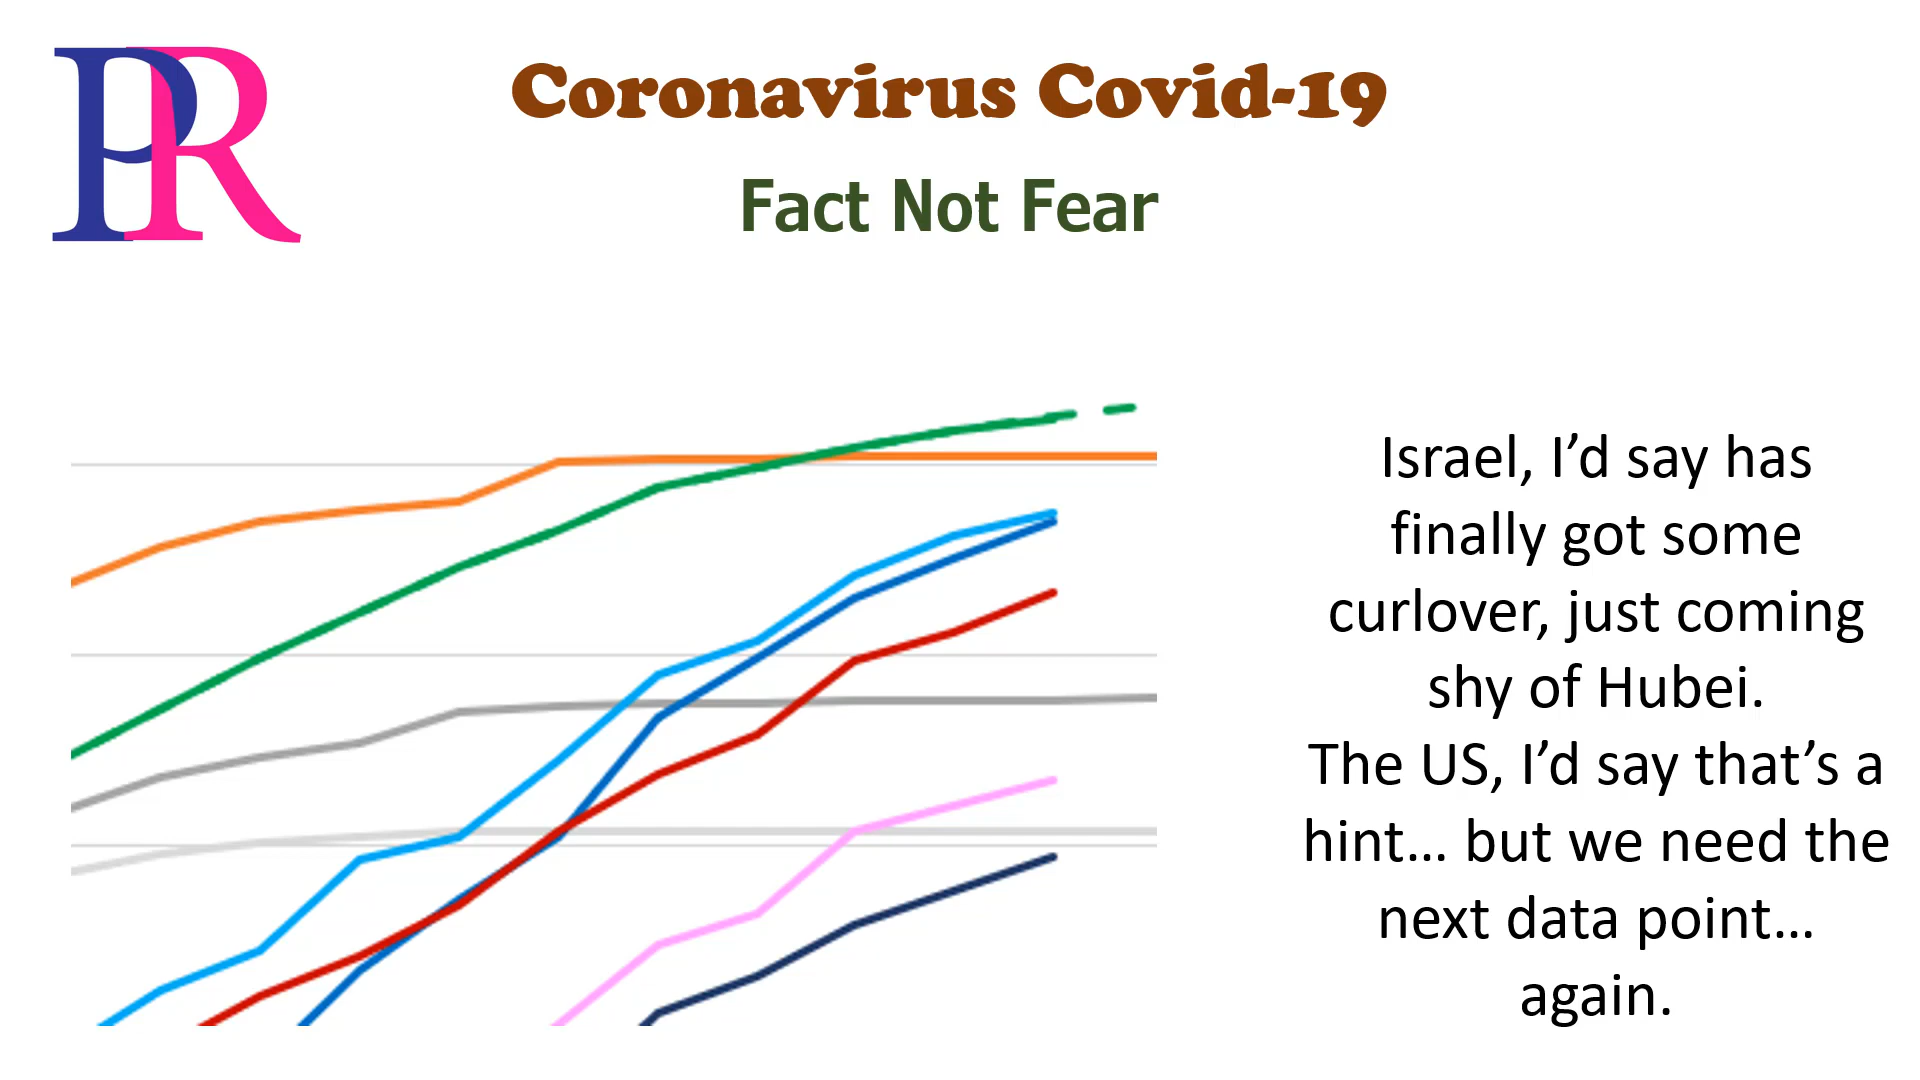 PR
Coronavirus Covid-19
Fact Not Fear
Israel, I’d say has
finally got some
curlover, just coming
shy of Hubei.
The US, I’d say that’s a
hint... but we need the
next data point...
again.